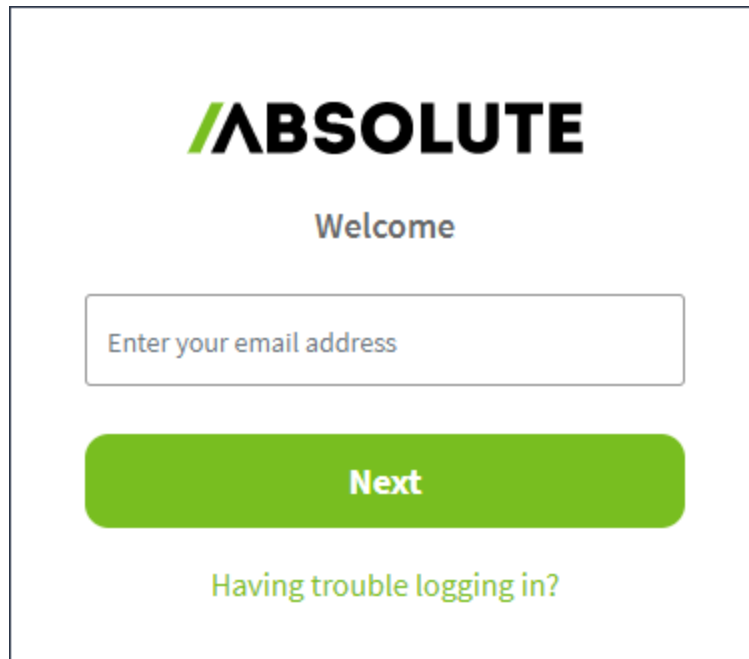 ABSOLUTE
Welcome
Enter your email address
Next
Having trouble logging in?